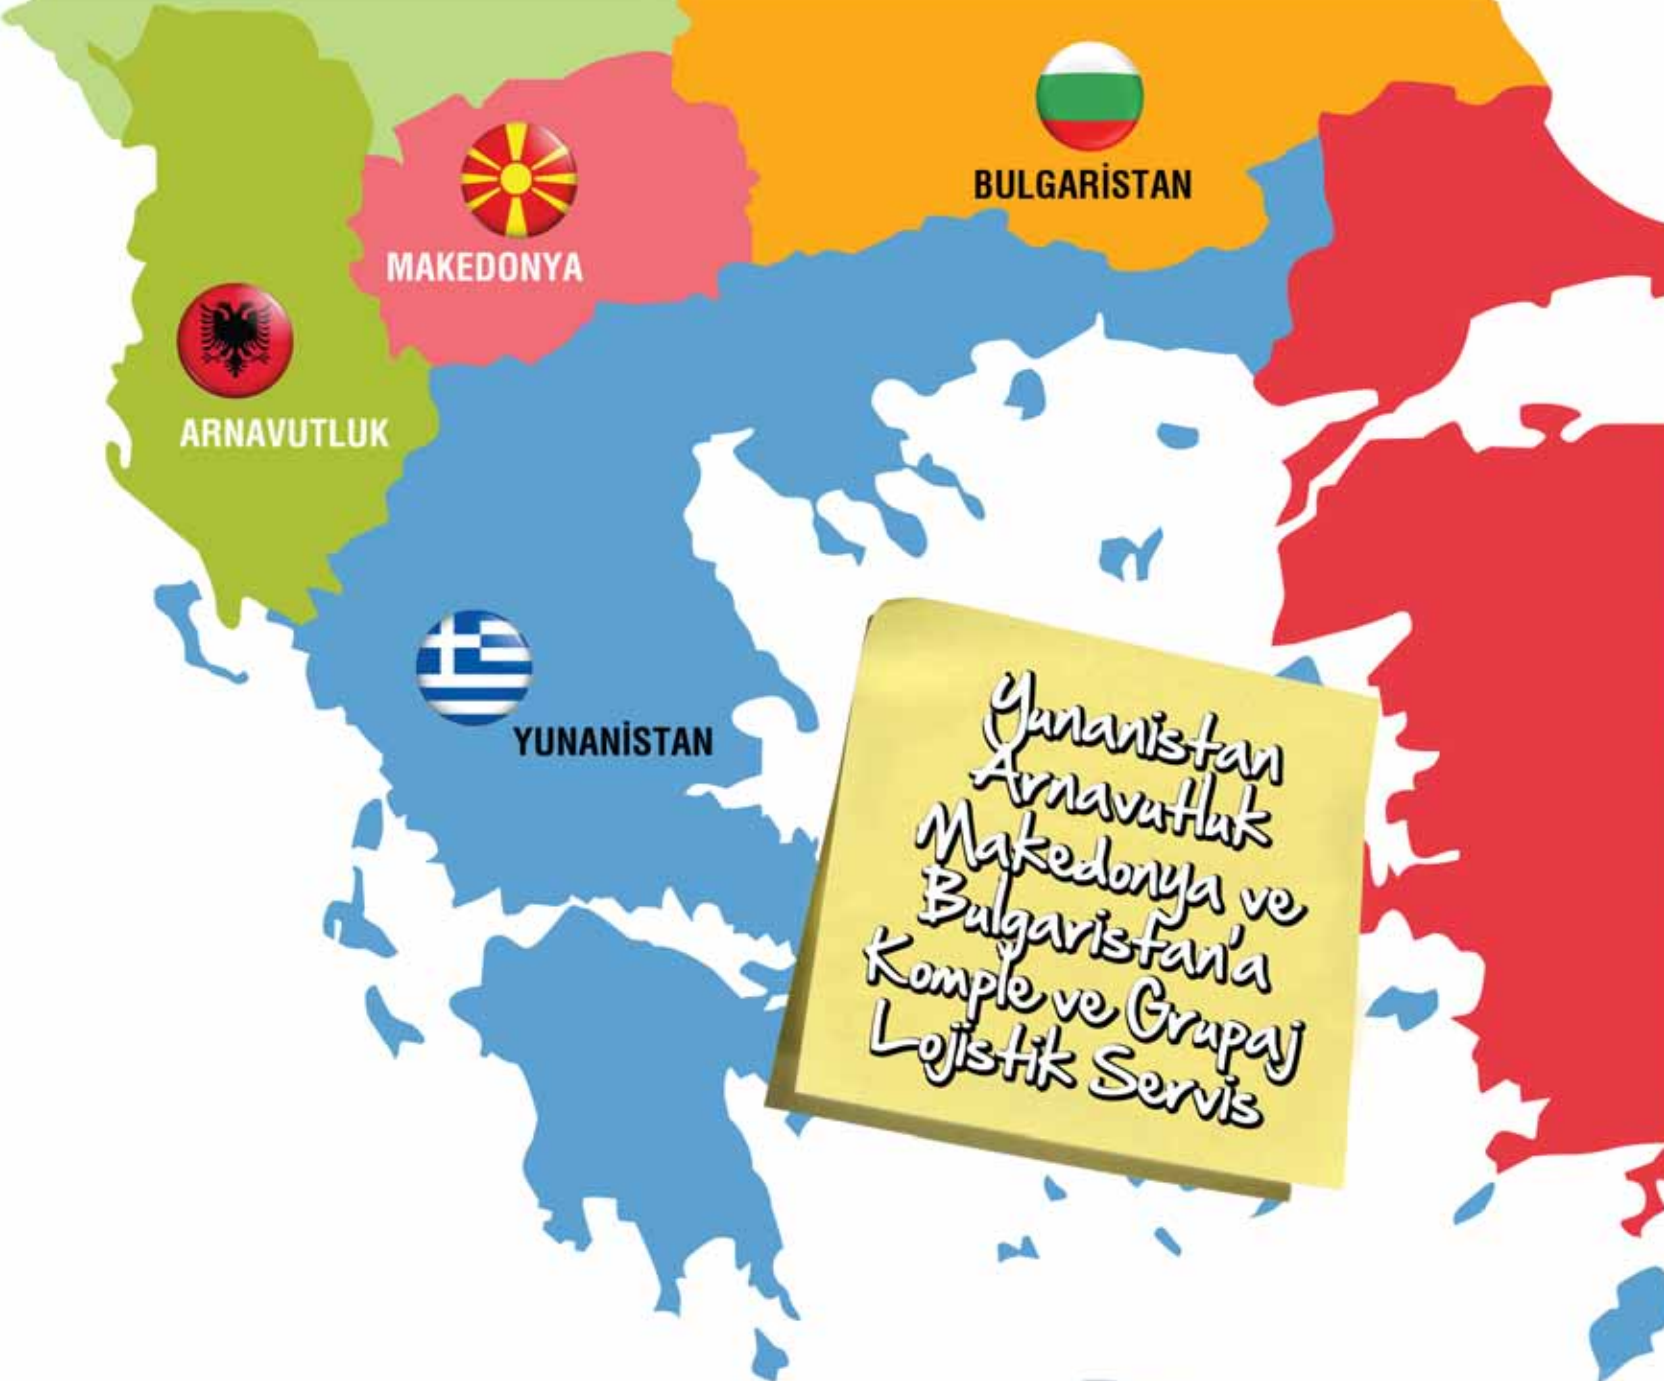 BULGARİSTAN
MAKEDONYA
ARNAVUTLUK
YUNANİSTAN
Yunanistan
Arnavutluk
Makedonya ve
Bulgaristan'a
Komple ve Grupaj
Lojistik Servis